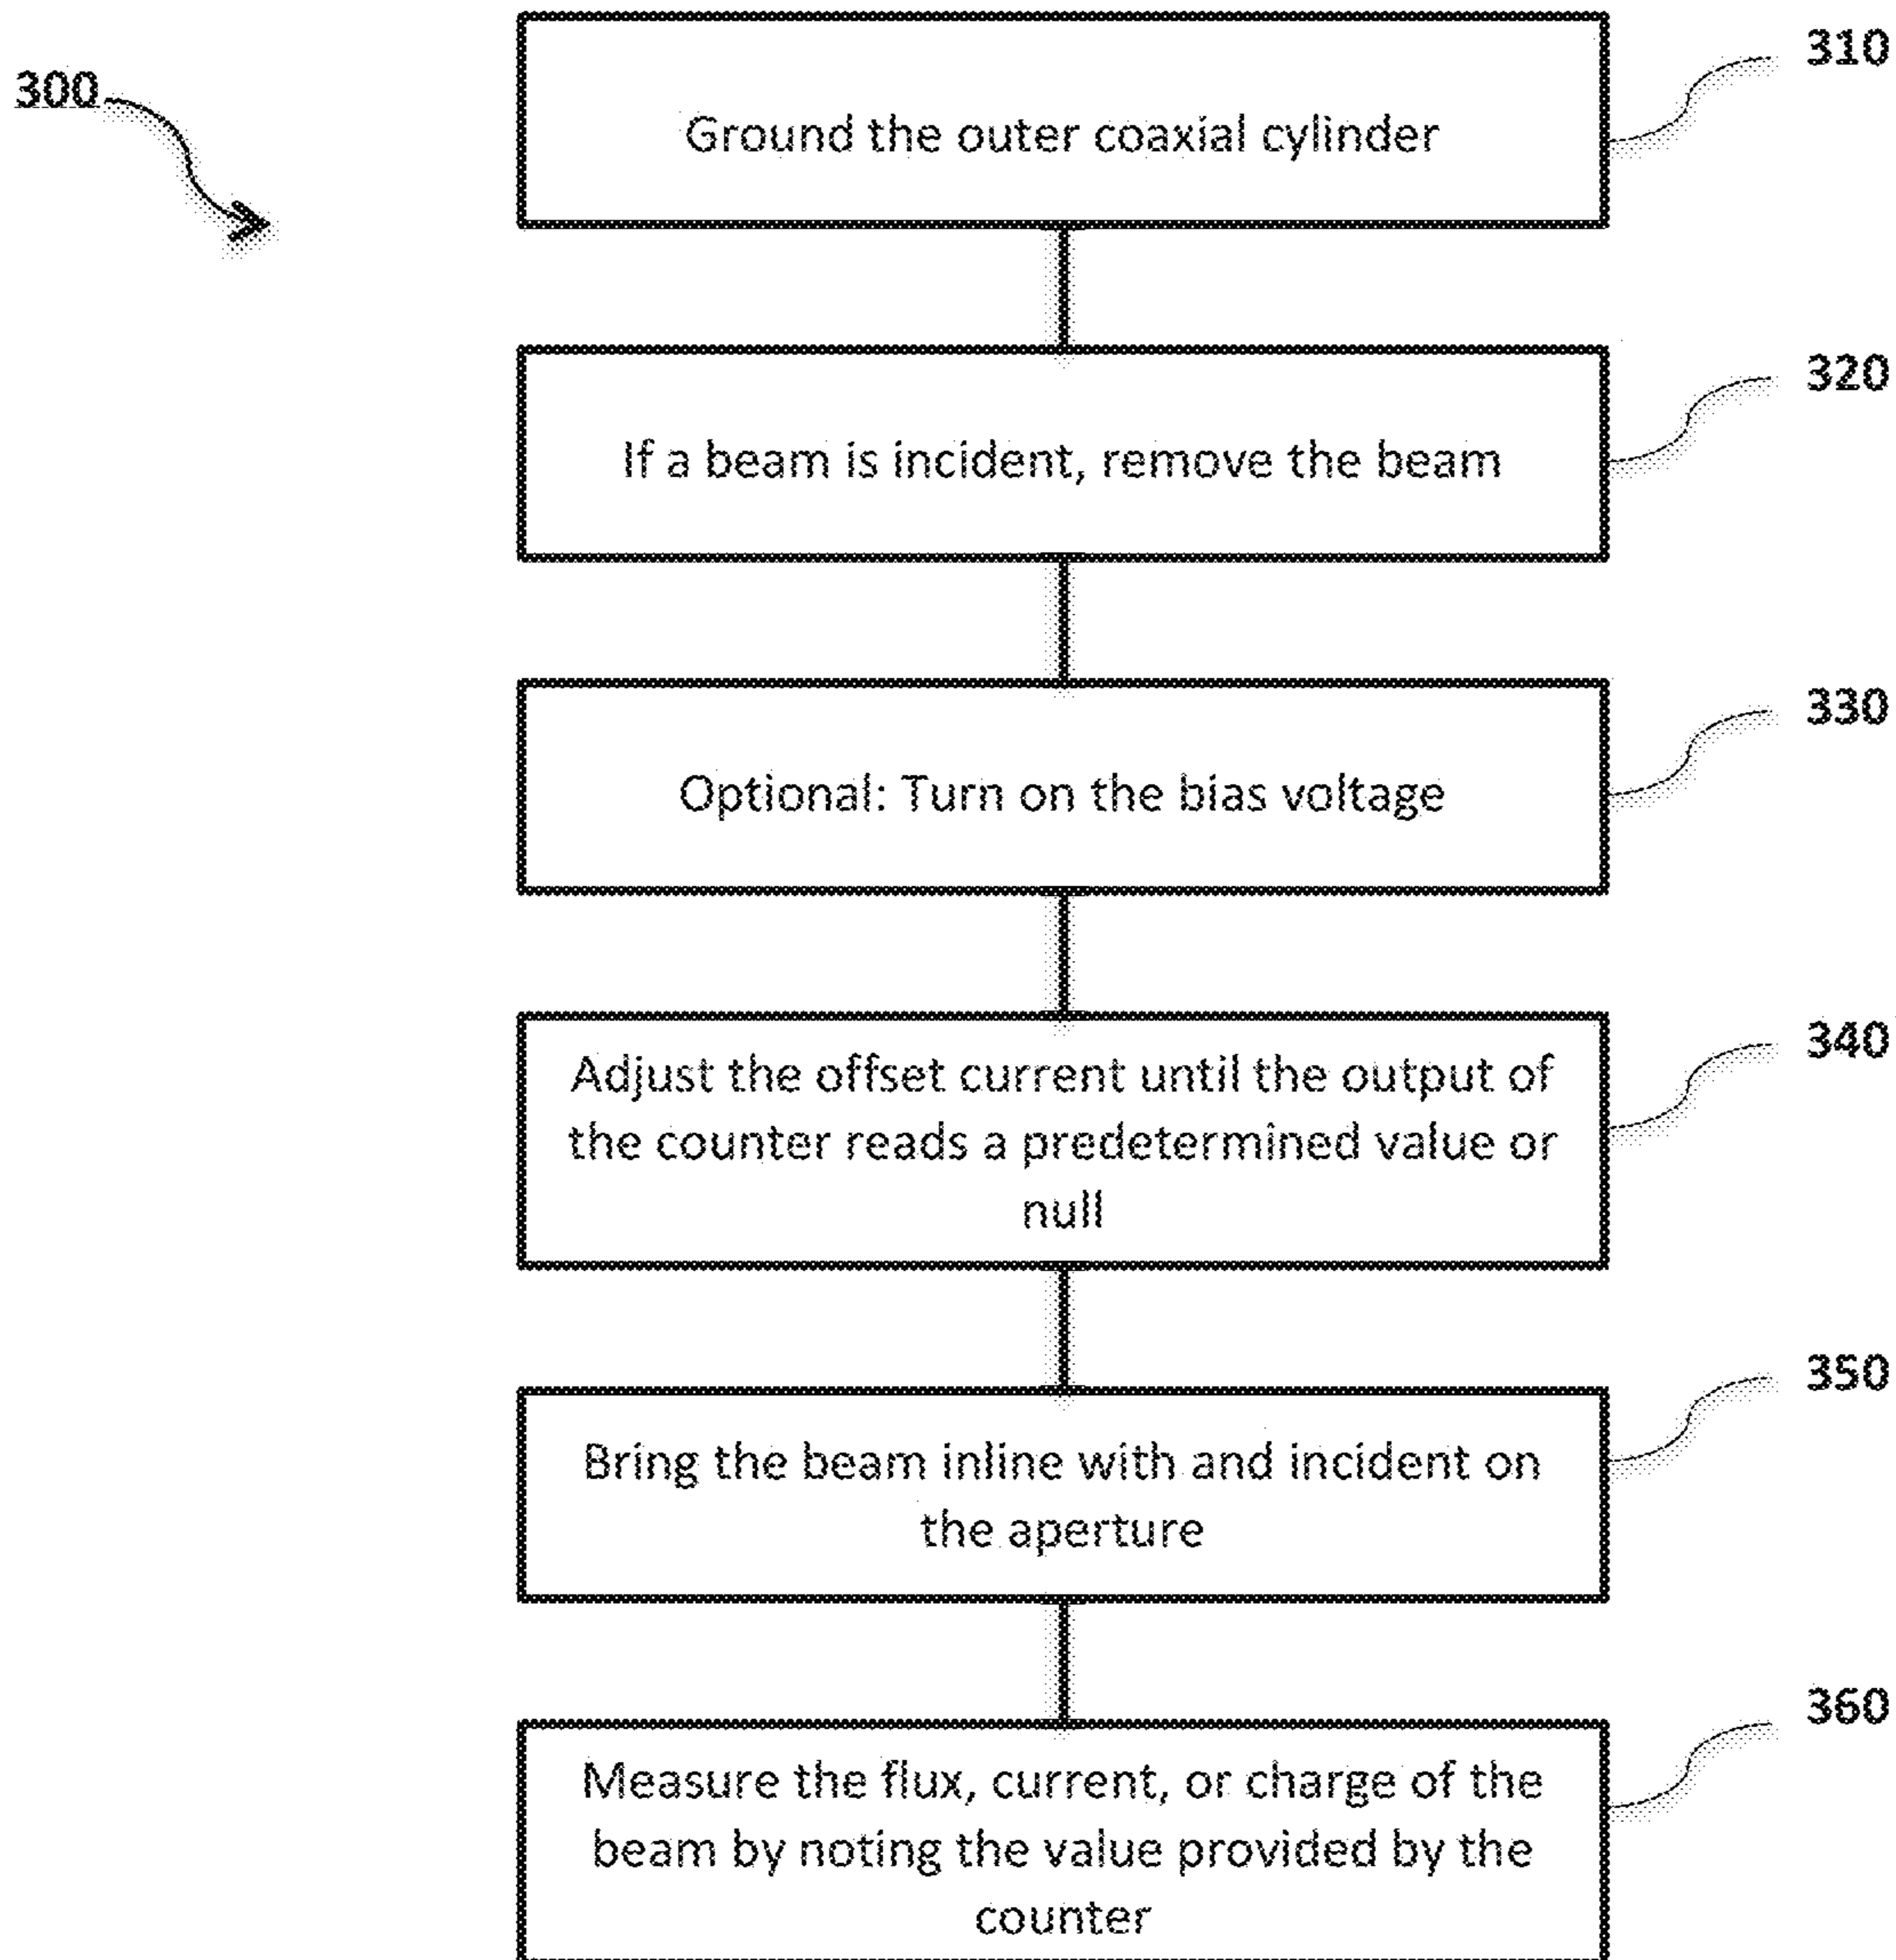 300
310
Ground the outer coaxial cylinder
320
If a beam is incident, remove the beam
330
Optional: Turn on the bias voltage
340
Adjust the offset current until the output of
the counter reads a predetermined value or
null
350
Bring the beam inline with and incident on
the aperture
360
Measure the flux, current, or charge of the
beam by noting the value provided by the
counter